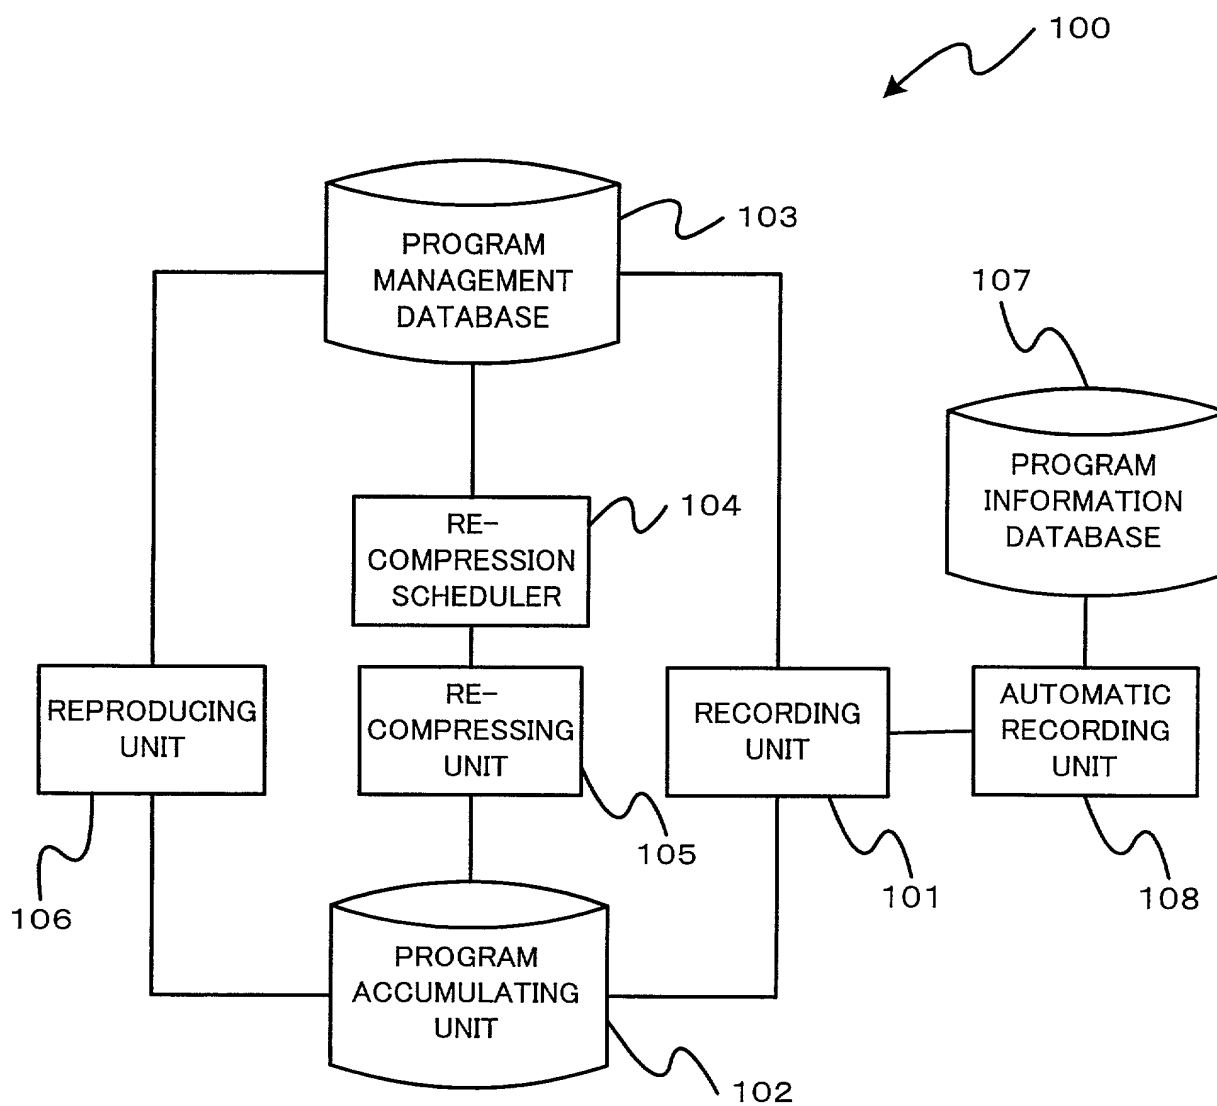 100
103
PROGRAM
MANAGEMENT
DATABASE
107
PROGRAM
INFORMATION
DATABASE
104
RE-
COMPRESSION
SCHEDULER
REPRODUCING
UNIT
RE-
COMPRESSING
UNIT
RECORDING
UNIT
AUTOMATIC
RECORDING
UNIT
105
106
101
108
PROGRAM
ACCUMULATING
UNIT
102